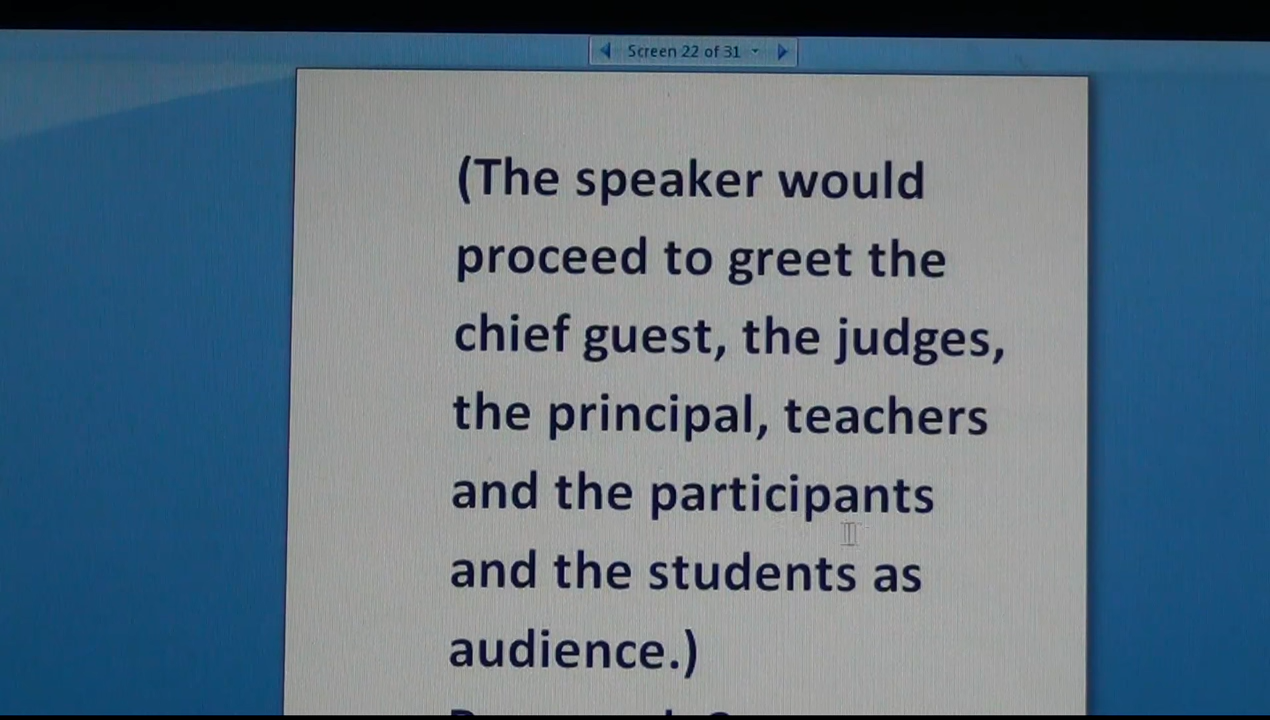 Screen 22 of 31
(The speaker would
proceed to greet the
chief guest, the judges,
the principal, teachers
and the participants
and the students as
audience.)